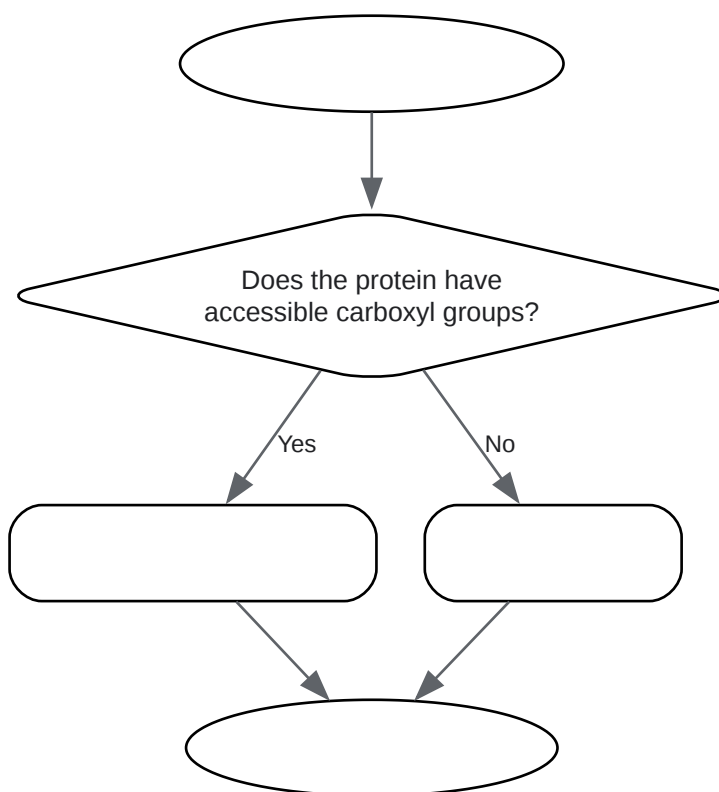 Does the protein have
accessible carboxyl groups?
Yes
No